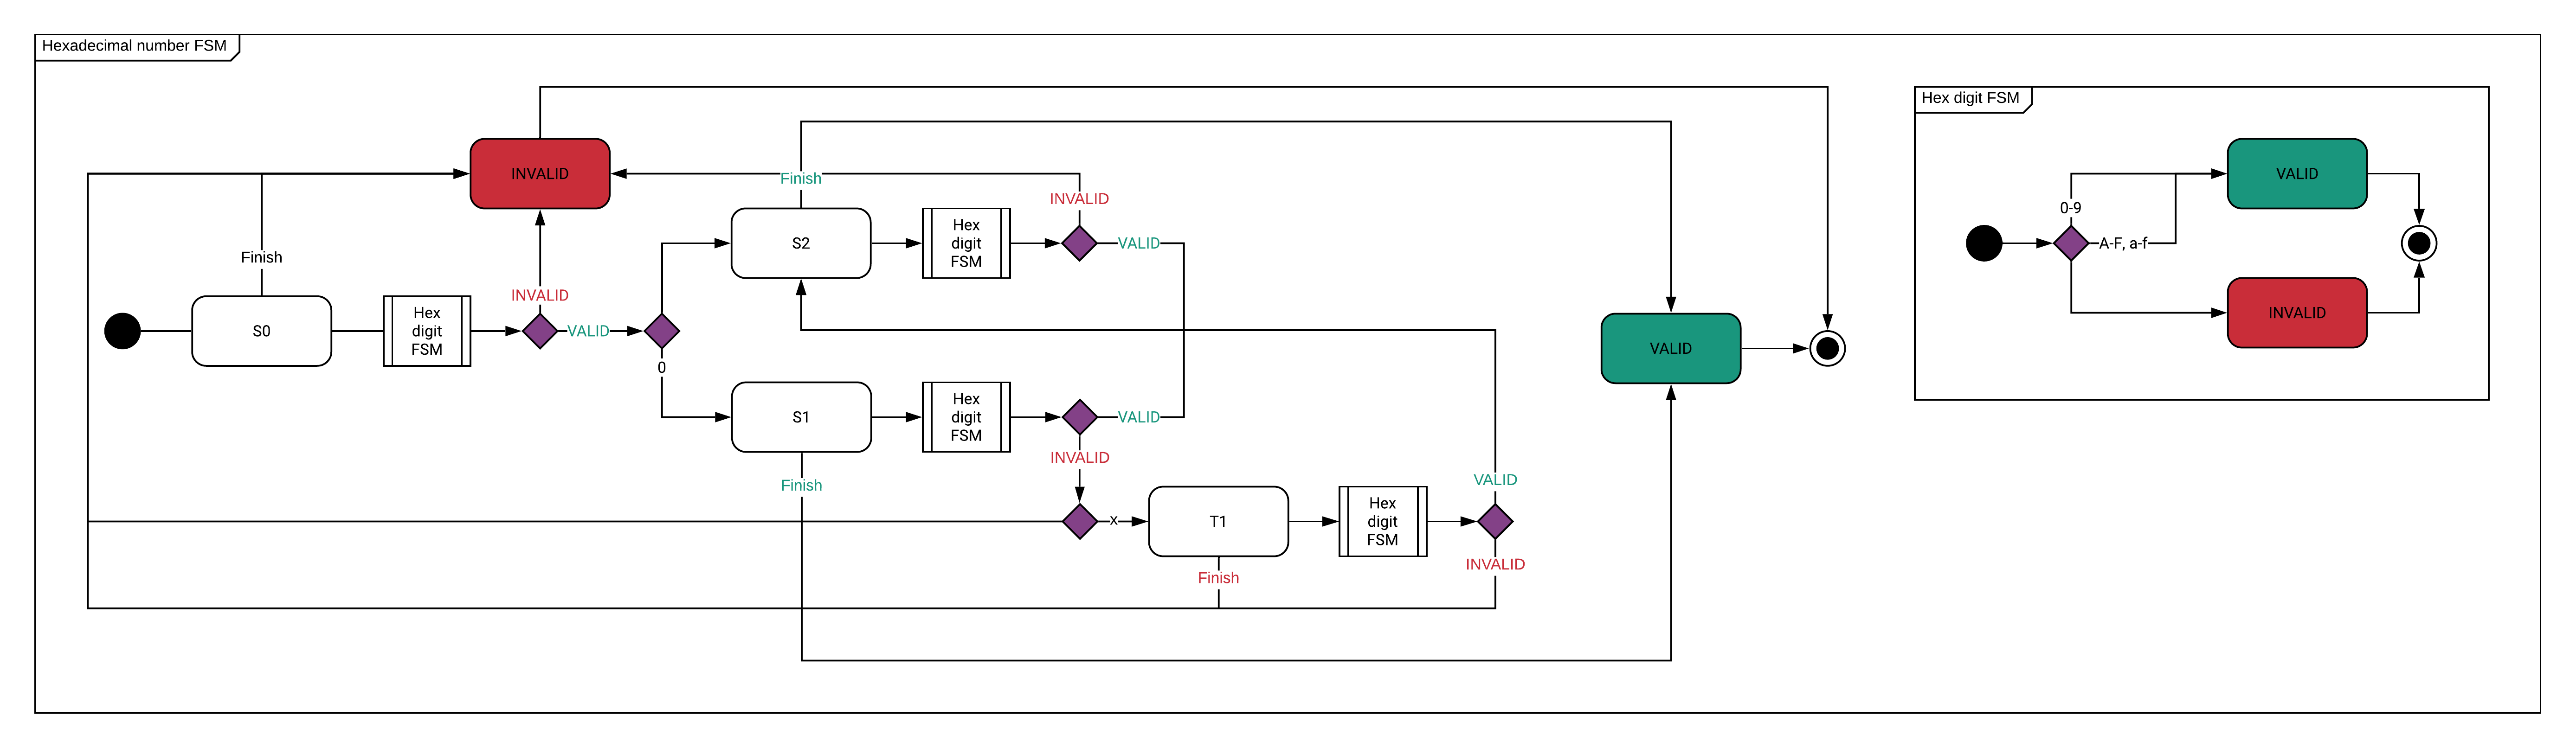 Hexadecimal number FSM
Hex digit FSM
INVALID
Finish
INVALID
VALID
0-9
Finish
S2
Hex
digit
FSM
VALID
A-F, a-f
INVALID
S0
Hex
digit
FSM
INVALID
VALID
0
VALID
S1
Hex
digit
FSM
VALID
INVALID
Finish
VALID
x
T1
Hex
digit
FSM
Finish
INVALID
Finish